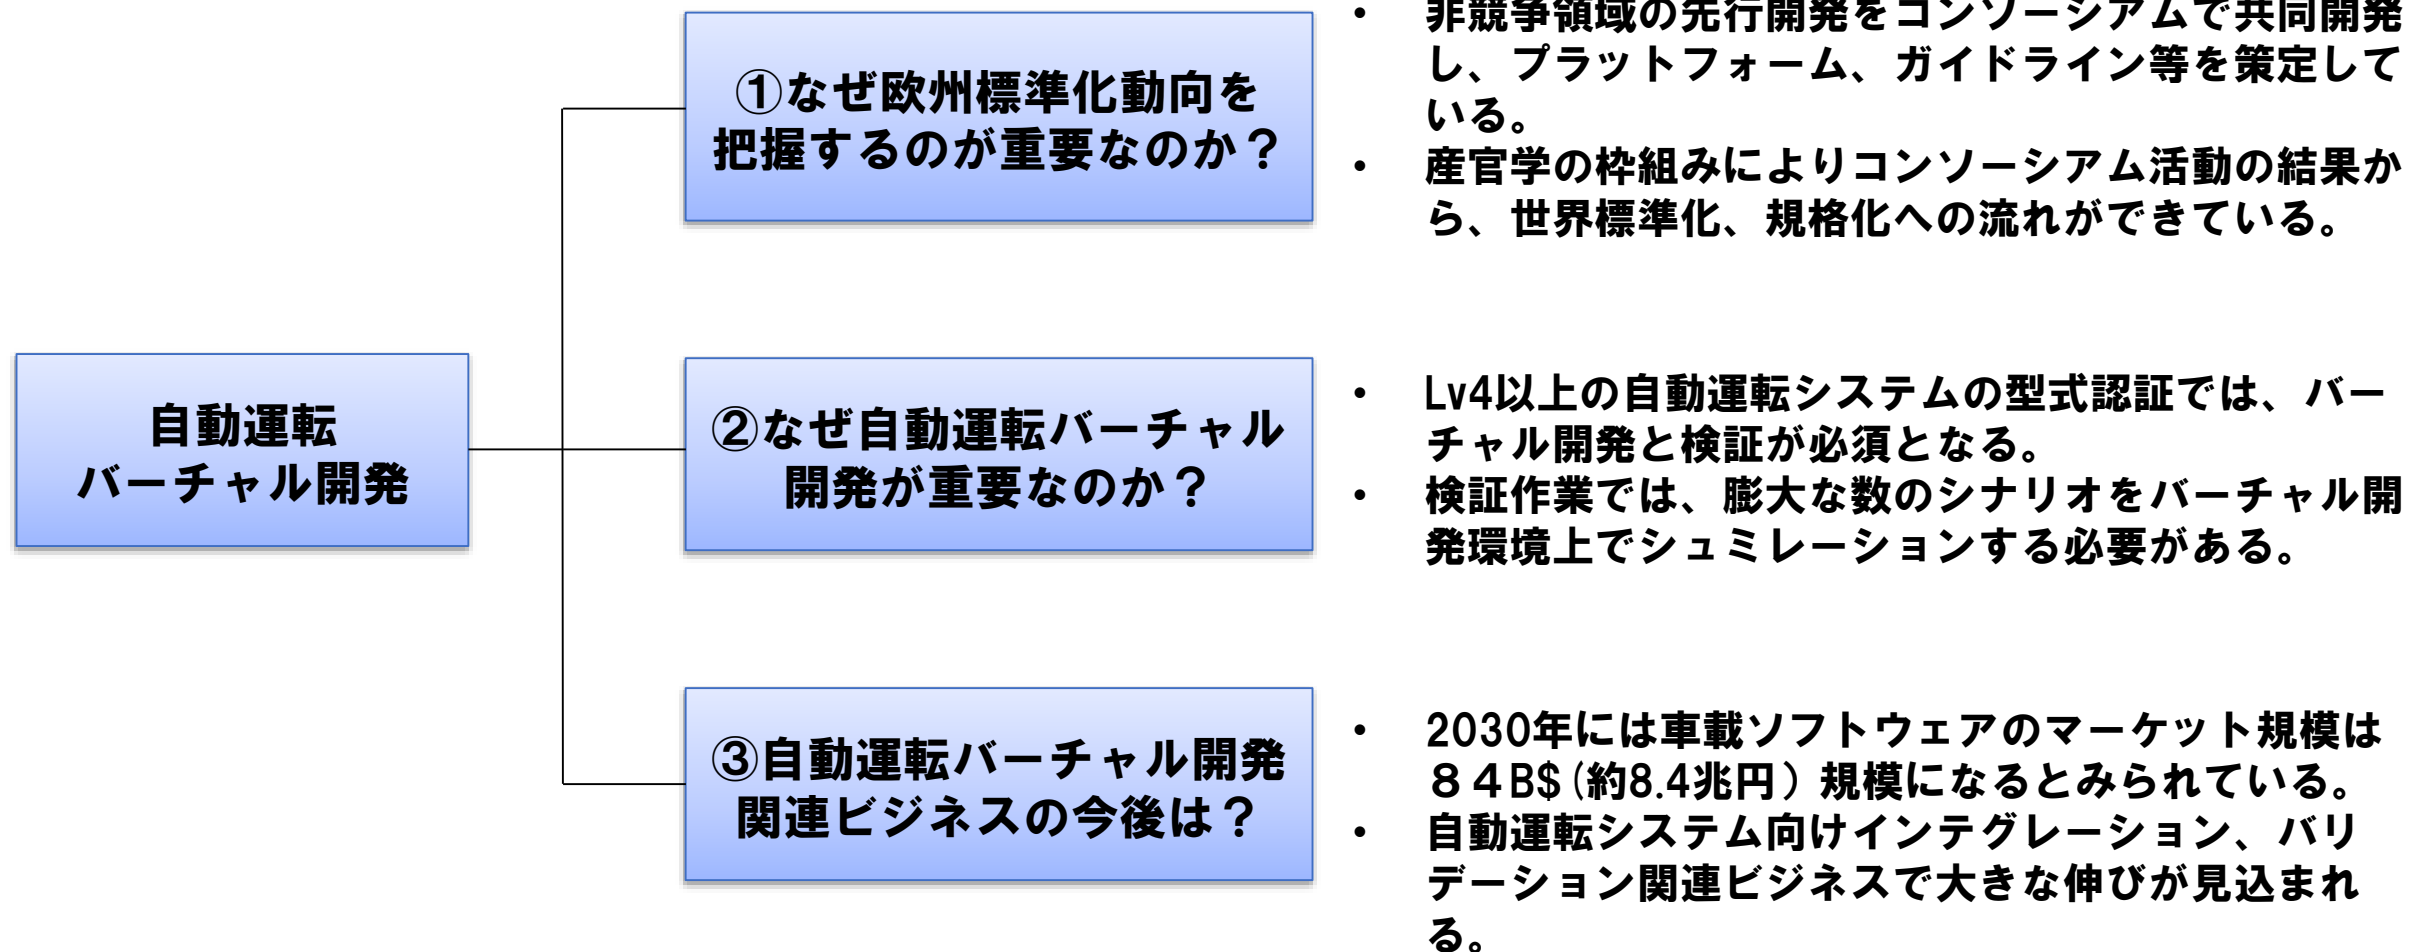 自動運転
バーチャル開発
①なぜ欧州標準化動向を
把握するのが重要なのか？
• 非競争領域の先行開発をコンソーシアムで共同開発
し、プラットフォーム、ガイドライン等を策定して
いる。
• 産官学の枠組みによりコンソーシアム活動の結果か
ら、世界標準化、規格化への流れができている。
②なぜ自動運転バーチャル
開発が重要なのか？
• Lv4以上の自動運転システムの型式認証では、バー
チャル開発と検証が必須となる。
• 検証作業では、膨大な数のシナリオをバーチャル開
発環境上でシュミレーションする必要がある。
③自動運転バーチャル開発
関連ビジネスの今後は？
• 2030年には車載ソフトウェアのマーケット規模は
８４B$(約8.4兆円）規模になるとみられている。
• 自動運転システム向けインテグレーション、バリ
デーション関連ビジネスで大きな伸びが見込まれ
る。